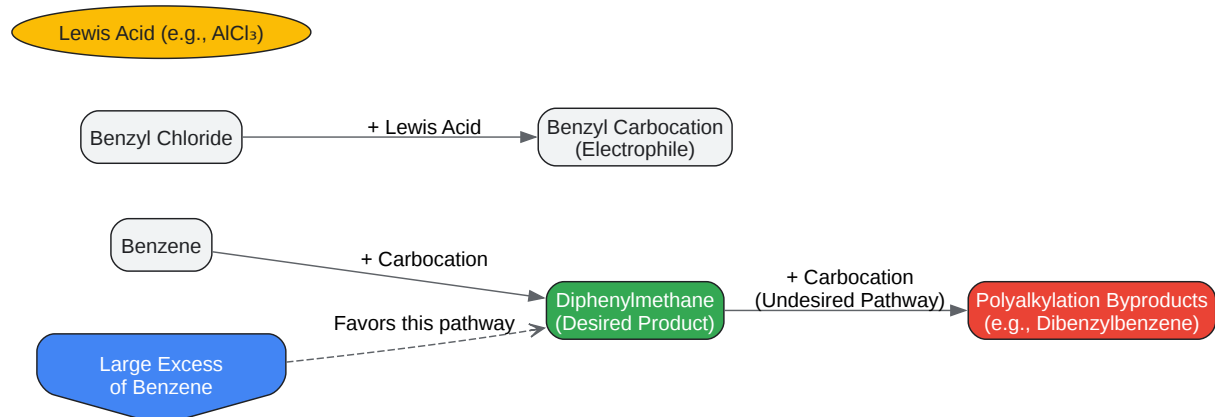 Lewis Acid (e.g., AlCl₃)
Benzyl Chloride
+ Lewis Acid
Benzyl Carbocation
(Electrophile)
Benzene
+ Carbocation
Diphenylmethane
(Desired Product)
+ Carbocation
(Undesired Pathway)
Polyalkylation Byproducts
(e.g., Dibenzylbenzene)
Favors this pathway
Large Excess
of Benzene